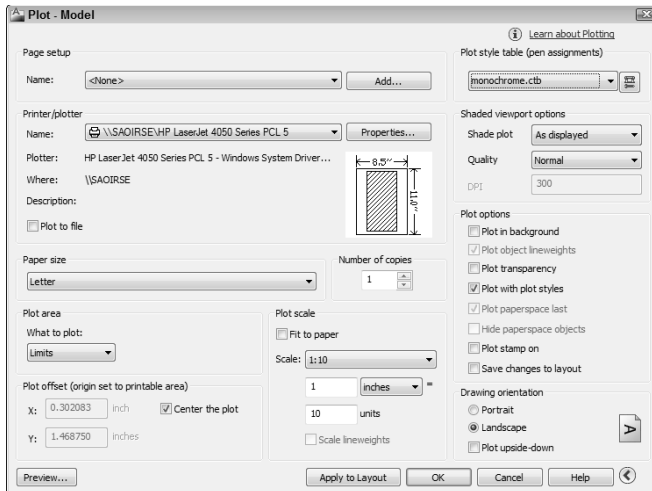 Plot - Model
Learn about Plotting
Page setup
Name: <None> Add...
Plot style table (pen assignments)
monochrome.ctb
Printer/plotter
Name: \\SAOIRSE\HP LaserJet 4050 Series PCL 5 Properties...
Plotter: HP LaserJet 4050 Series PCL 5 - Windows System Driver...
Where: \\SAOIRSE
Description:
Plot to file
8.5''
11.0''
Shaded viewport options
Shade plot As displayed
Quality Normal
DPI 300
Paper size
Letter
Number of copies
1
Plot options
Plot in background
Plot object lineweights
Plot transparency
Plot with plot styles
Plot paperspace last
Hide paperspace objects
Plot stamp on
Save changes to layout
Plot area
What to plot:
Limits
Plot scale
Fit to paper
Scale: 1:10
1 inches =
10 units
Scale lineweights
Plot offset (origin set to printable area)
X: 0.302083 inch Center the plot
Y: 1.468750 inches
Drawing orientation
Portrait
Landscape
Plot upside-down
A
Preview... Apply to Layout OK Cancel Help